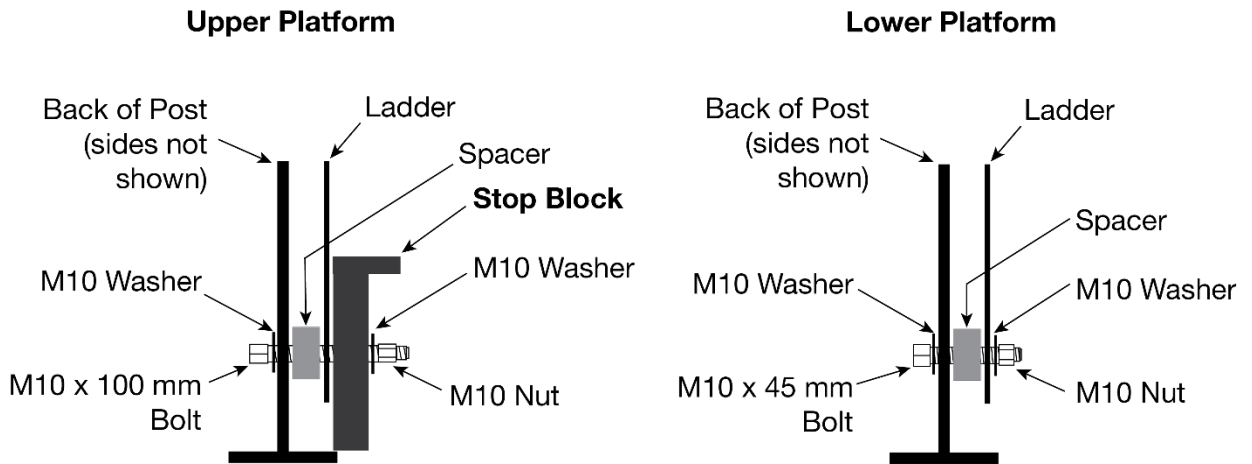 Upper Platform
Back of Post
(sides not
shown)
Ladder
Spacer
Stop Block
M10 Washer
M10 Washer
M10 x 100 mm
Bolt
M10 Nut
Lower Platform
Back of Post
(sides not
shown)
Ladder
Spacer
M10 Washer
M10 Washer
M10 x 45 mm
Bolt
M10 Nut